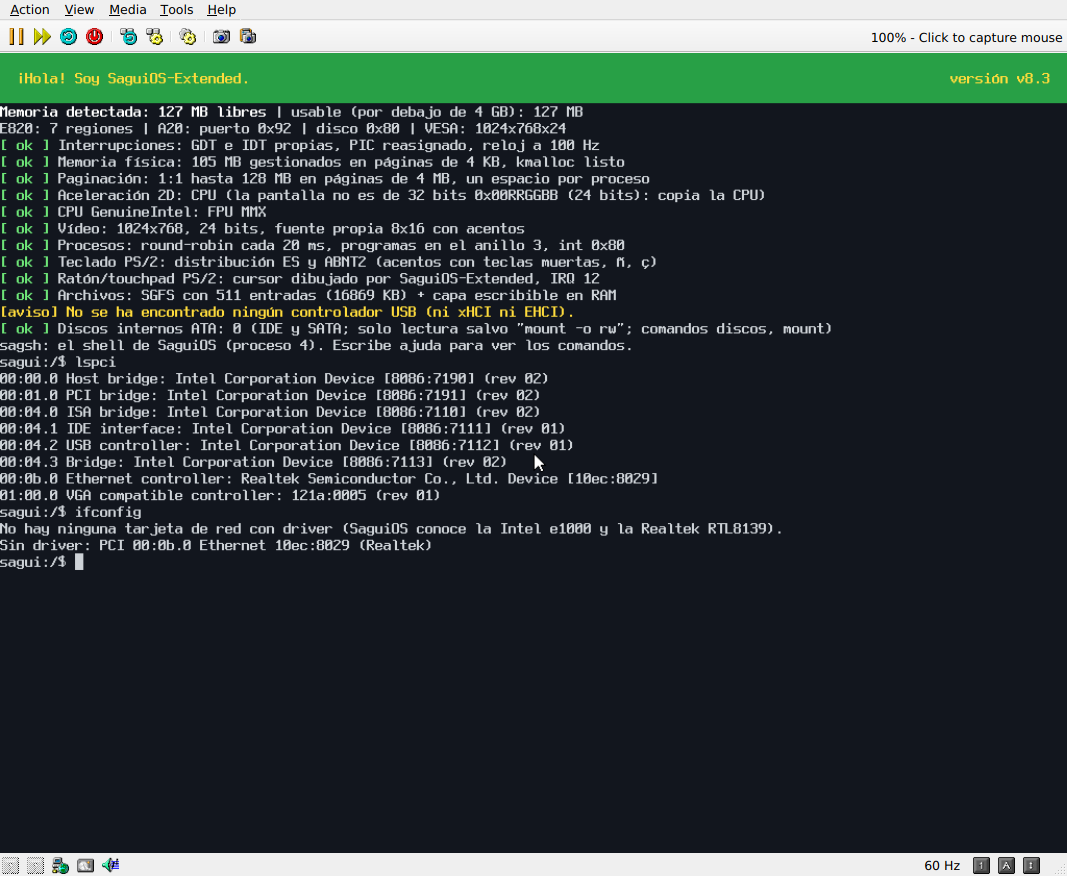 Action View Media Tools Help
100% - Click to capture mouse
¡Hola! Soy SaguiOS-Extended. versión v8.3
Memoria detectada: 127 MB libres | usable (por debajo de 4 GB): 127 MB
E820: 7 regiones | A20: puerto 0x92 | disco 0x80 | VESA: 1024x768x24
[ ok ] Interrupciones: GDT e IDT propias, PIC reasignado, reloj a 100 Hz
[ ok ] Memoria física: 105 MB gestionados en páginas de 4 KB, kmalloc listo
[ ok ] Paginación: 1:1 hasta 128 MB en páginas de 4 MB, un espacio por proceso
[ ok ] Aceleración 2D: CPU (la pantalla no es de 32 bits 0x00RRGGBB (24 bits): copia la CPU)
[ ok ] CPU GenuineIntel: FPU MMX
[ ok ] Vídeo: 1024x768, 24 bits, fuente propia 8x16 con acentos
[ ok ] Procesos: round-robin cada 20 ms, programas en el anillo 3, int 0x80
[ ok ] Teclado PS/2: distribución ES y ABNT2 (acentos con teclas muertas, Ñ, ç)
[ ok ] Ratón/touchpad PS/2: cursor dibujado por SaguiOS-Extended, IRQ 12
[ ok ] Archivos: SGFS con 511 entradas (16869 KB) + capa escribible en RAM
[aviso] No se ha encontrado ningún controlador USB (ni xHCI ni EHCI).
[ ok ] Discos internos ATA: 0 (IDE y SATA; solo lectura salvo "mount -o rw"; comandos discos, mount)
sagsh: el shell de SaguiOS (proceso 4). Escribe ajuda para ver los comandos.
sagui:/$ lspci
00:00.0 Host bridge: Intel Corporation Device [8086:7190] (rev 02)
00:01.0 PCI bridge: Intel Corporation Device [8086:7191] (rev 02)
00:04.0 ISA bridge: Intel Corporation Device [8086:7110] (rev 02)
00:04.1 IDE interface: Intel Corporation Device [8086:7111] (rev 01)
00:04.2 USB controller: Intel Corporation Device [8086:7112] (rev 01)
00:04.3 Bridge: Intel Corporation Device [8086:7113] (rev 02)
00:0b.0 Ethernet controller: Realtek Semiconductor Co., Ltd. Device [10ec:8029]
01:00.0 VGA compatible controller: 121a:0005 (rev 01)
sagui:/$ ifconfig
No hay ninguna tarjeta de red con driver (SaguiOS conoce la Intel e1000 y la Realtek RTL8139).
Sin driver: PCI 00:0b.0 Ethernet 10ec:8029 (Realtek)
sagui:/$
60 Hz
A